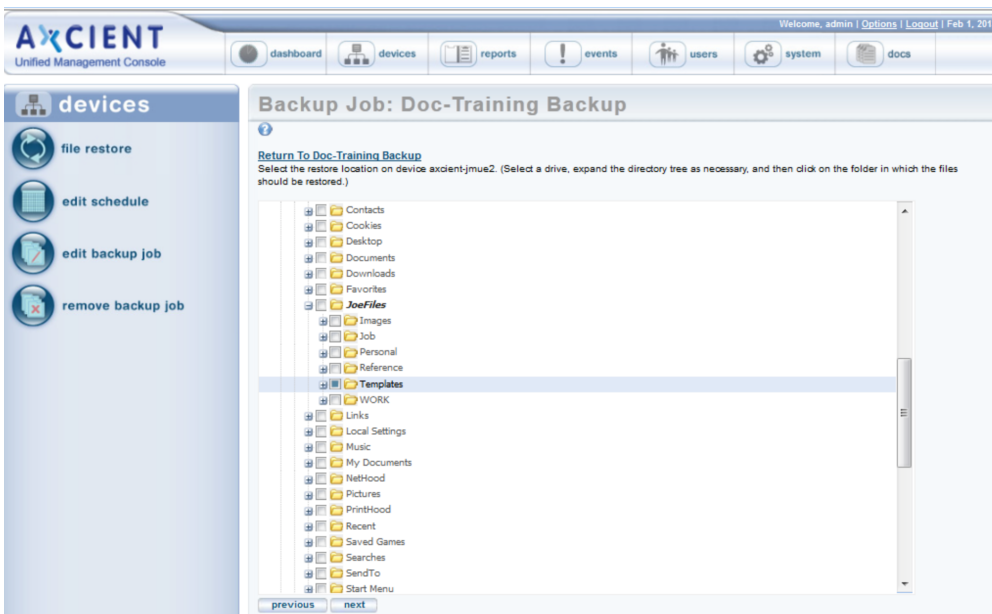 Welcome, admin | Options | Logout | Feb 1, 201
AXCIENT
Unified Management Console
dashboard devices reports events users system docs
devices
file restore
edit schedule
edit backup job
remove backup job
Backup Job: Doc-Training Backup
?
Return To Doc-Training Backup
Select the restore location on device axcient-jmue2. (Select a drive, expand the directory tree as necessary, and then click on the folder in which the files
should be restored.)
Contacts
Cookies
Desktop
Documents
Downloads
Favorites
JoeFiles
Images
Job
Personal
Reference
Templates
WORK
Links
Local Settings
Music
My Documents
NetHood
Pictures
PrintHood
Recent
Saved Games
Searches
SendTo
Start Menu
previous next